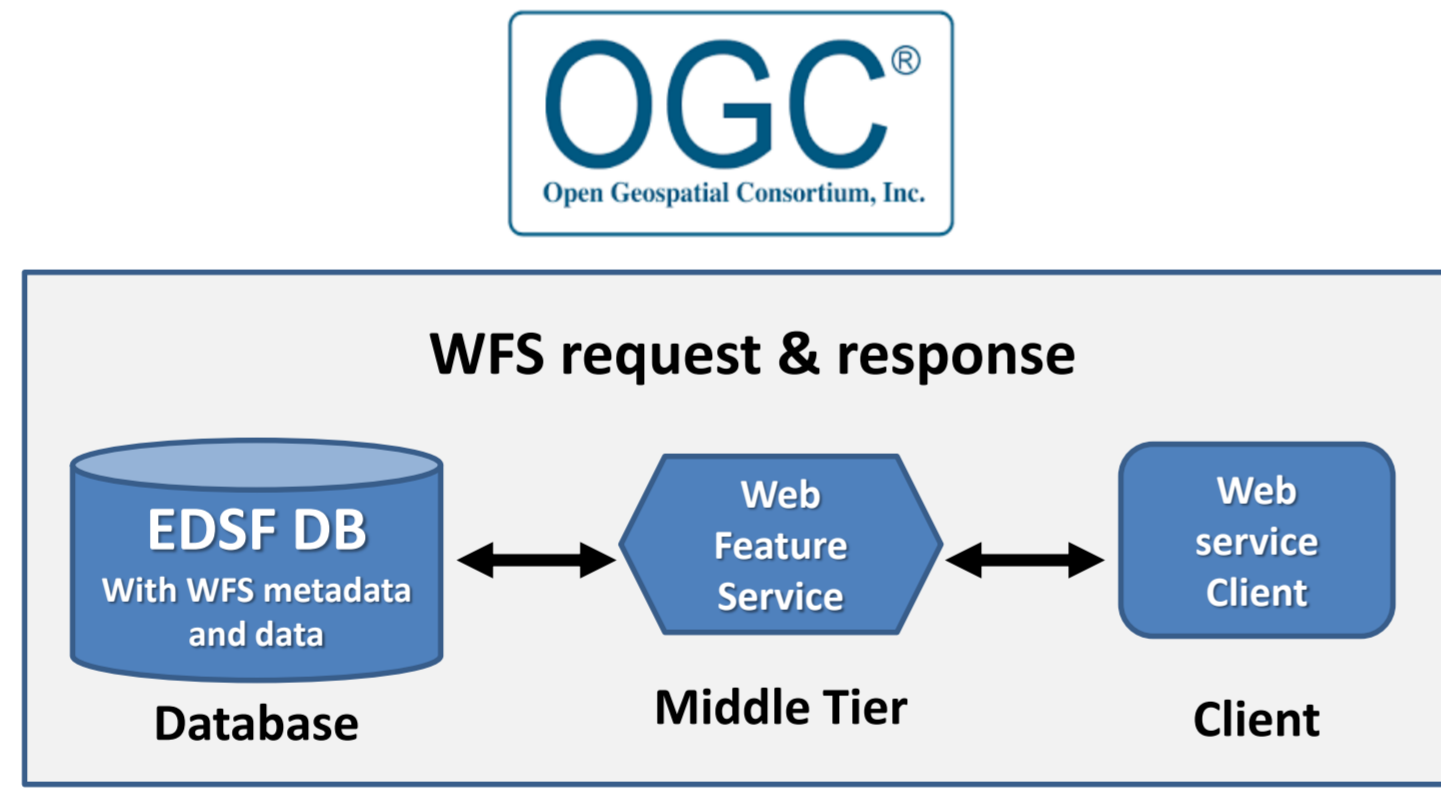 OGC®
Open Geospatial Consortium, Inc.
WFS request & response
EDSF DB
With WFS metadata
and data
Database
Web
Feature
Service
Middle Tier
Web
service
Client
Client